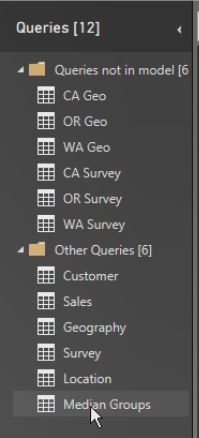 Queries [12]
Queries not in model [6
CA Geo
OR Geo
WA Geo
CA Survey
OR Survey
WA Survey
Other Queries [6]
Customer
Sales
Geography
Survey
Location
Median Groups